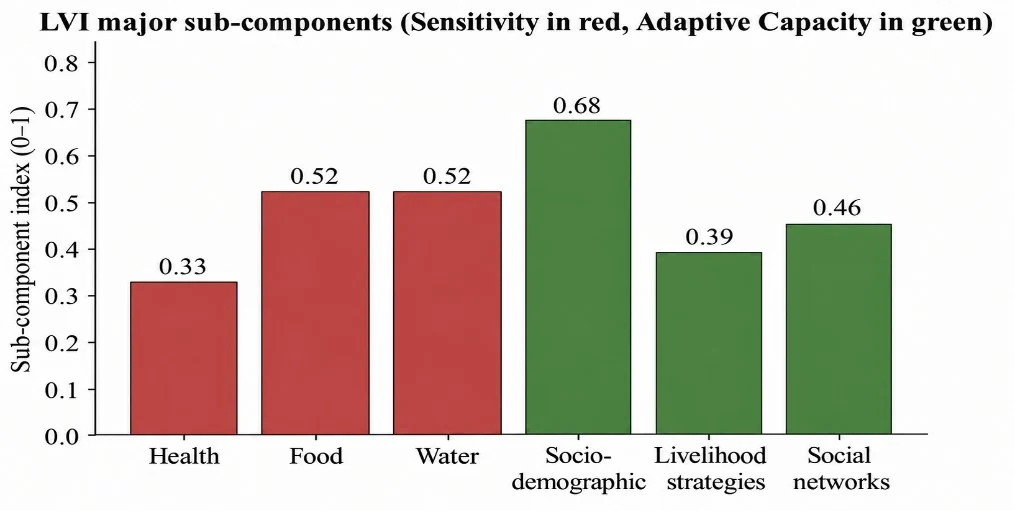 LVI major sub-components (Sensitivity in red, Adaptive Capacity in green)
Sub-component index (0–1)
0.8
0.7
0.6
0.5
0.4
0.3
0.2
0.1
0.0
0.33
0.52
0.52
0.68
0.39
0.46
Health
Food
Water
Socio-
demographic
Livelihood
strategies
Social
networks